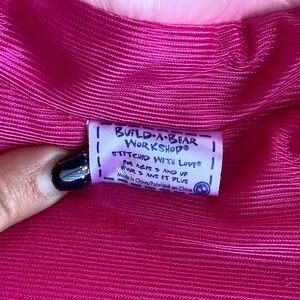 BUILD-A-BEAR
WORKSHOP®
STITCHED WITH LOVE®
FOR AGES 3 AND UP
POUR 3 ANS ET PLUS
Made in China/Fabriqué en Chine